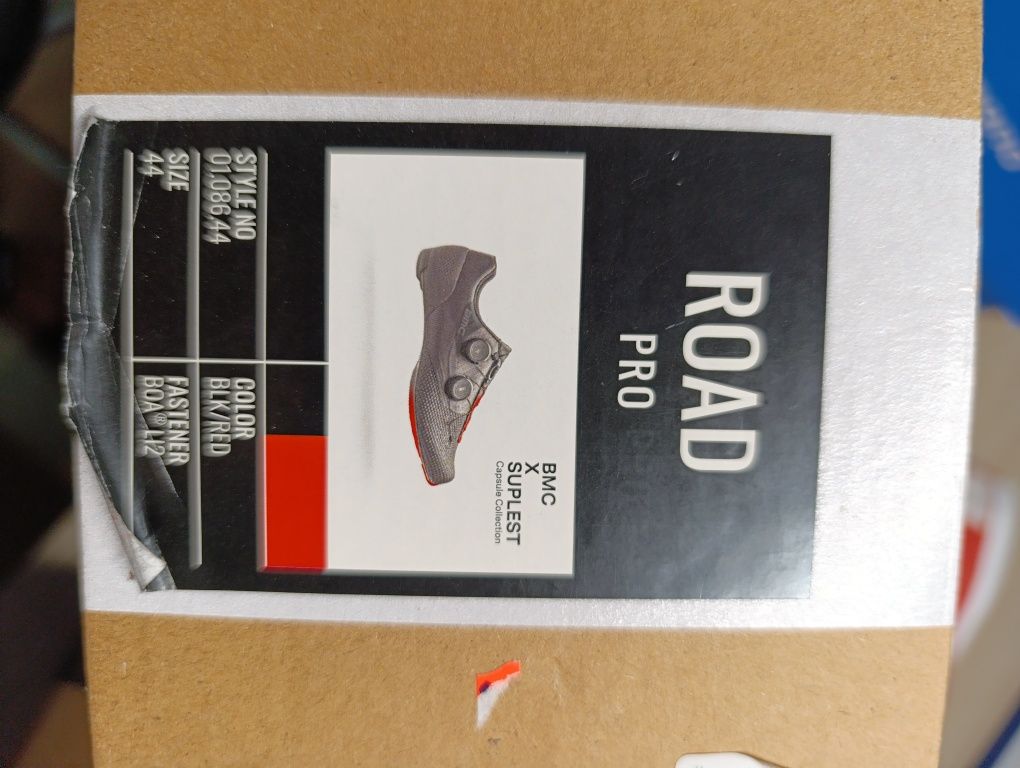 ROAD
PRO
BMC
X
SUPLEST
Capsule Collection
STYLE NO
01.086.44
COLOR
BLK/RED
SIZE
44
FASTENER
BOA® Li2